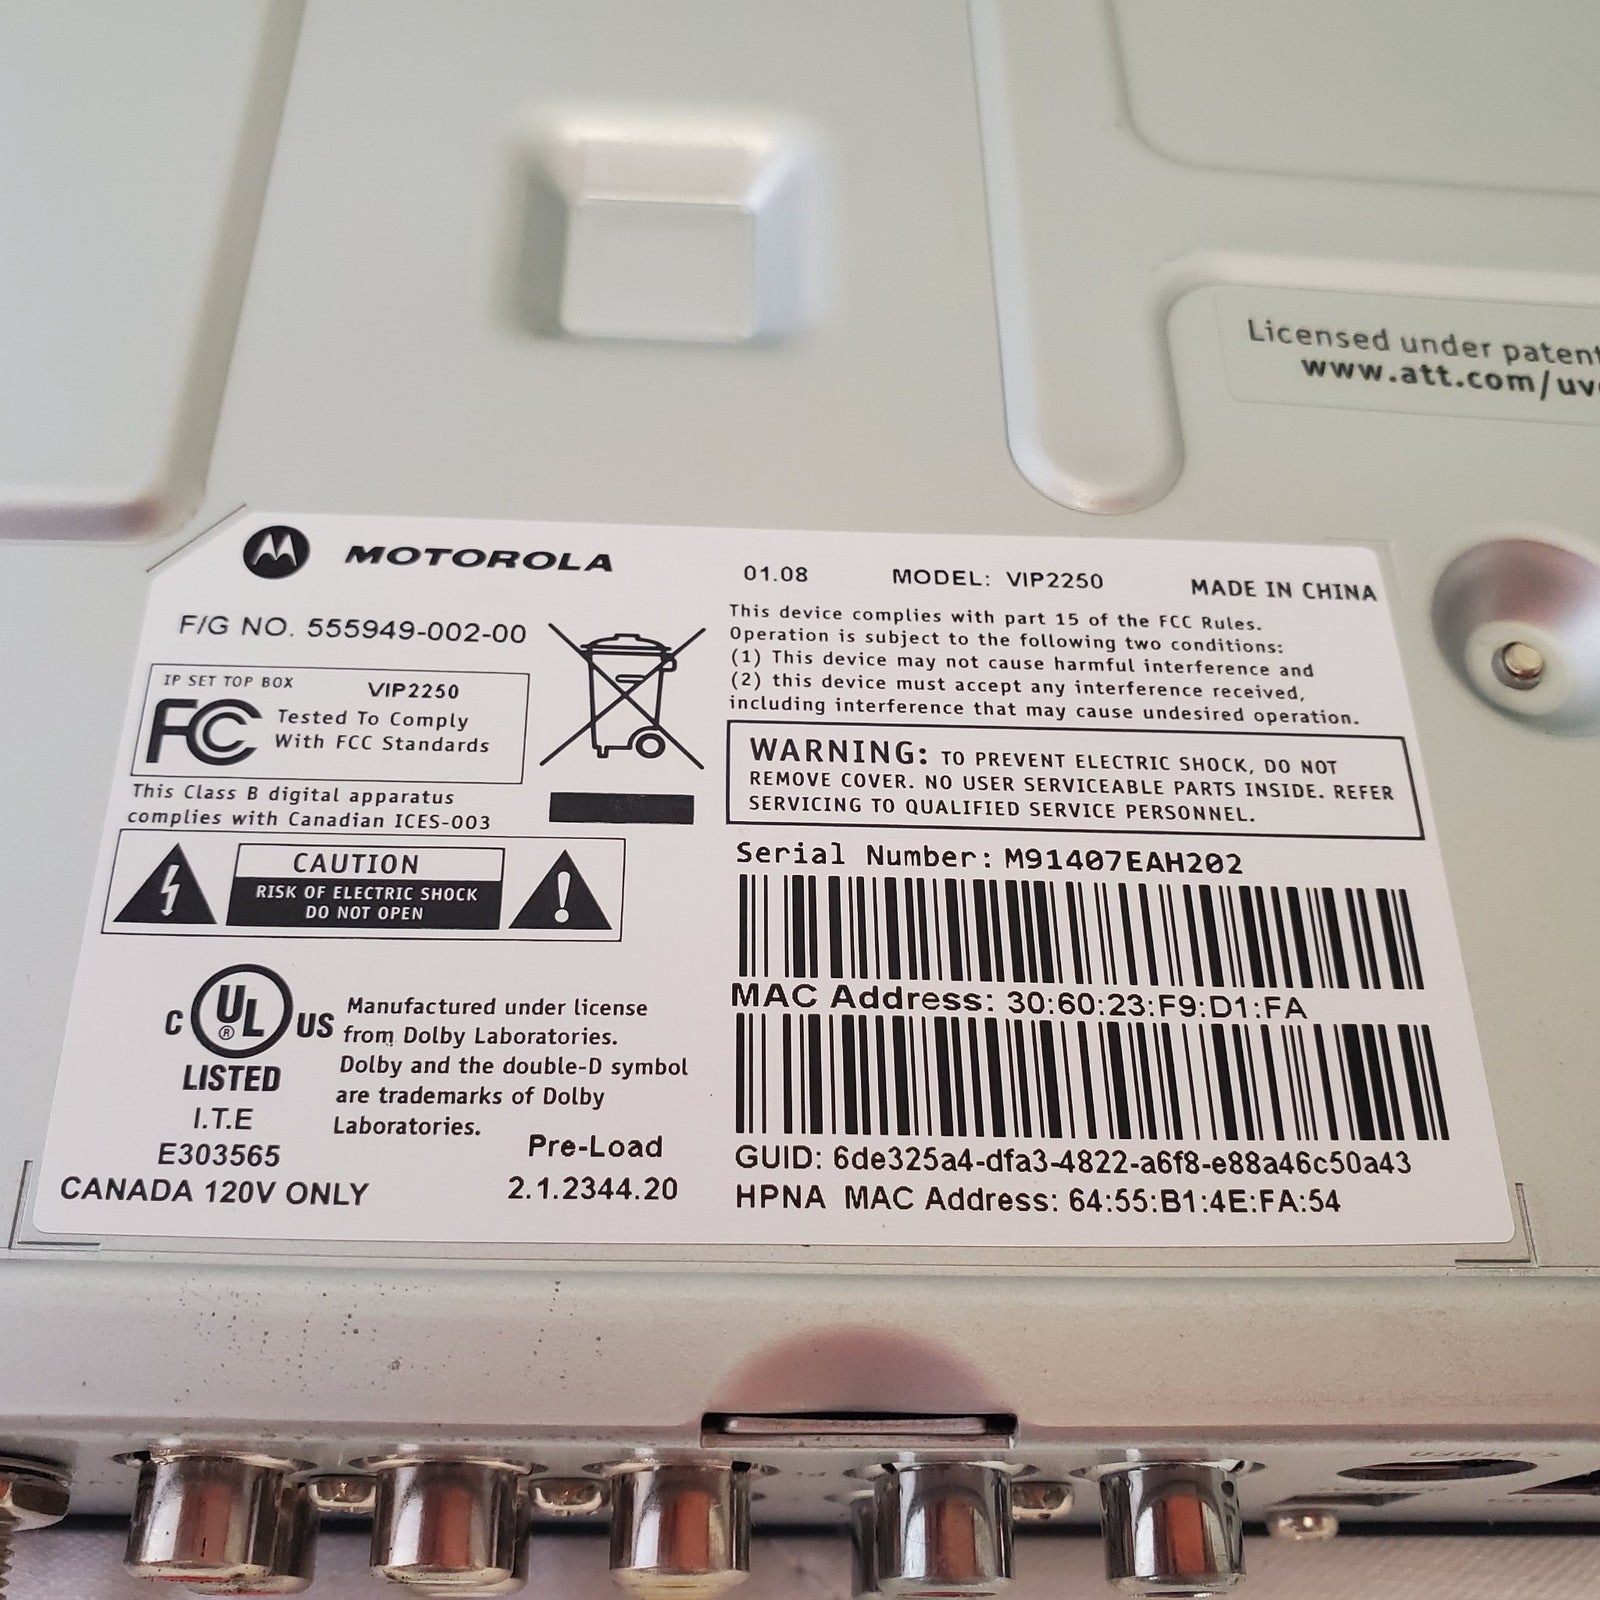 Licensed under
www.att.com/
MOTOROLA
01.08 MODEL: VIP2250 MADE IN CHINA
F/G NO. 555949-002-00
This device complies with part 15 of the FCC Rules.
Operation is subject to the following two conditions:
(1) This device may not cause harmful interference and
(2) this device must accept any interference received,
including interference that may cause undesired operation.
IP SET TOP BOX VIP2250
FC Tested To Comply
With FCC Standards
This Class B digital apparatus
complies with Canadian ICES-003
WARNING: TO PREVENT ELECTRIC SHOCK, DO NOT
REMOVE COVER. NO USER SERVICEABLE PARTS INSIDE. REFER
SERVICING TO QUALIFIED SERVICE PERSONNEL.
CAUTION
RISK OF ELECTRIC SHOCK
DO NOT OPEN
Serial Number: M91407EAH202
MAC Address: 30:60:23:F9:D1:FA
GUID: 6de325a4-dfa3-4822-a6f8-e88a46c50a43
HPNA MAC Address: 64:55:B1:4E:FA:54
C UL® US
LISTED
I.T.E
E303565
CANADA 120V ONLY
Manufactured under license
from Dolby Laboratories.
Dolby and the double-D symbol
are trademarks of Dolby
Laboratories.
Pre-Load
2.1.2344.20